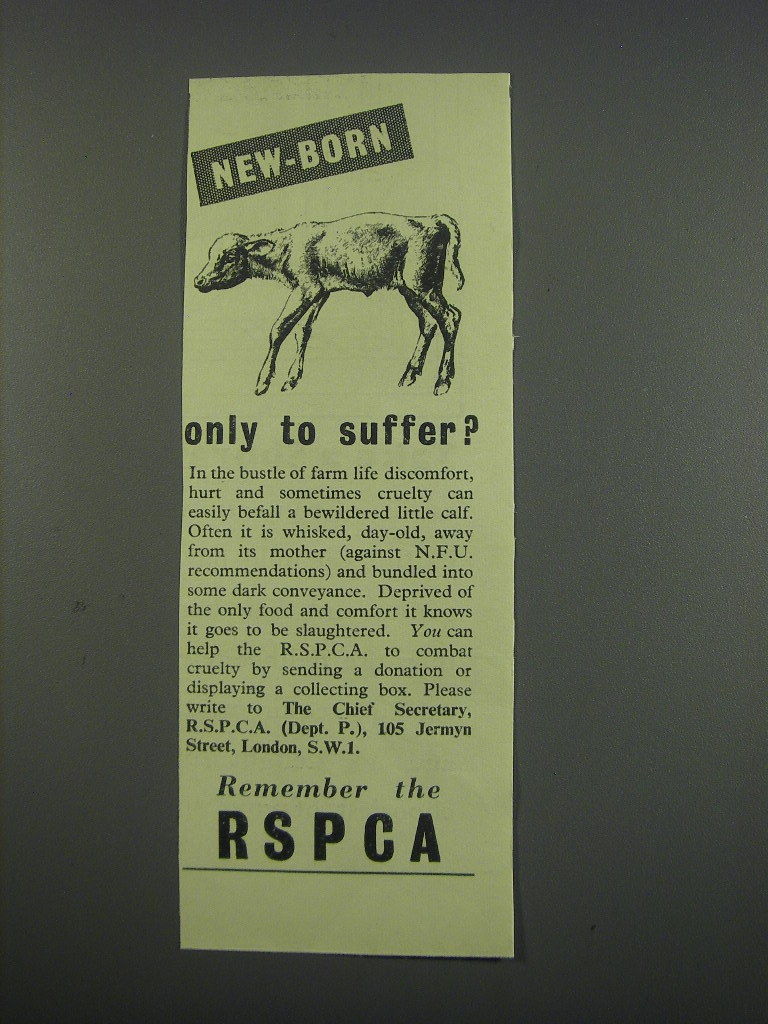 NEW-BORN
only to suffer?
In the bustle of farm life discomfort,
hurt and sometimes cruelty can
easily befall a bewildered little calf.
Often it is whisked, day-old, away
from its mother (against N.F.U.
recommendations) and bundled into
some dark conveyance. Deprived of
the only food and comfort it knows
it goes to be slaughtered. You can
help the R.S.P.C.A. to combat
cruelty by sending a donation or
displaying a collecting box. Please
write to The Chief Secretary,
R.S.P.C.A. (Dept. P.), 105 Jermyn
Street, London, S.W.1.
Remember the
RSPCA